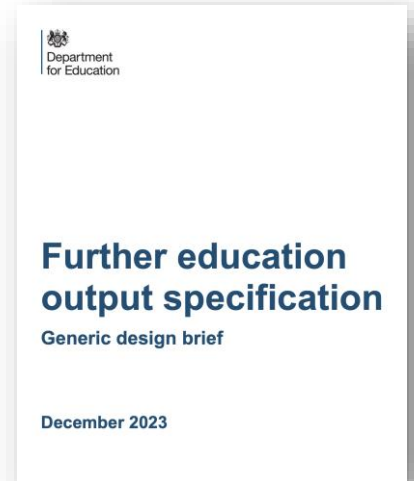 Department
for Education
Further education
output specification
Generic design brief
December 2023